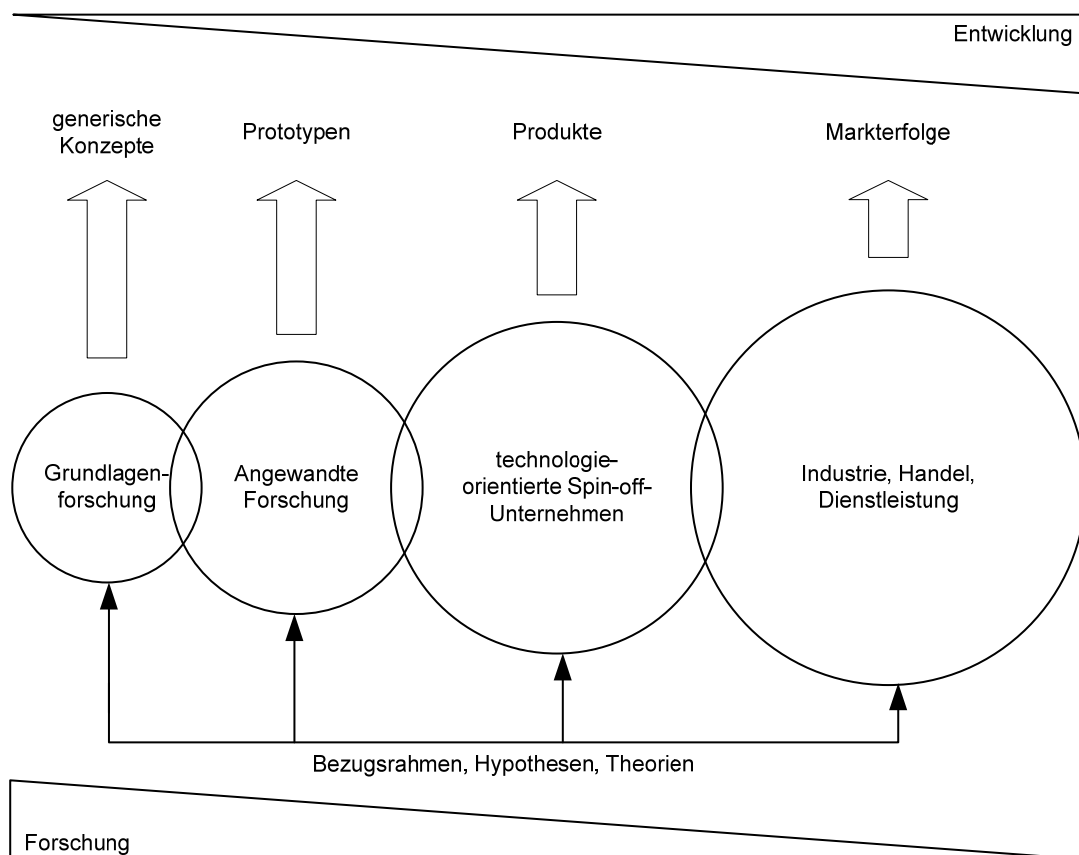 Entwicklung
generische
Konzepte
Prototypen
Produkte
Markterfolge
Grundlagen-
forschung
Angewandte
Forschung
technologie-
orientierte Spin-off-
Unternehmen
Industrie, Handel,
Dienstleistung
Bezugsrahmen, Hypothesen, Theorien
Forschung